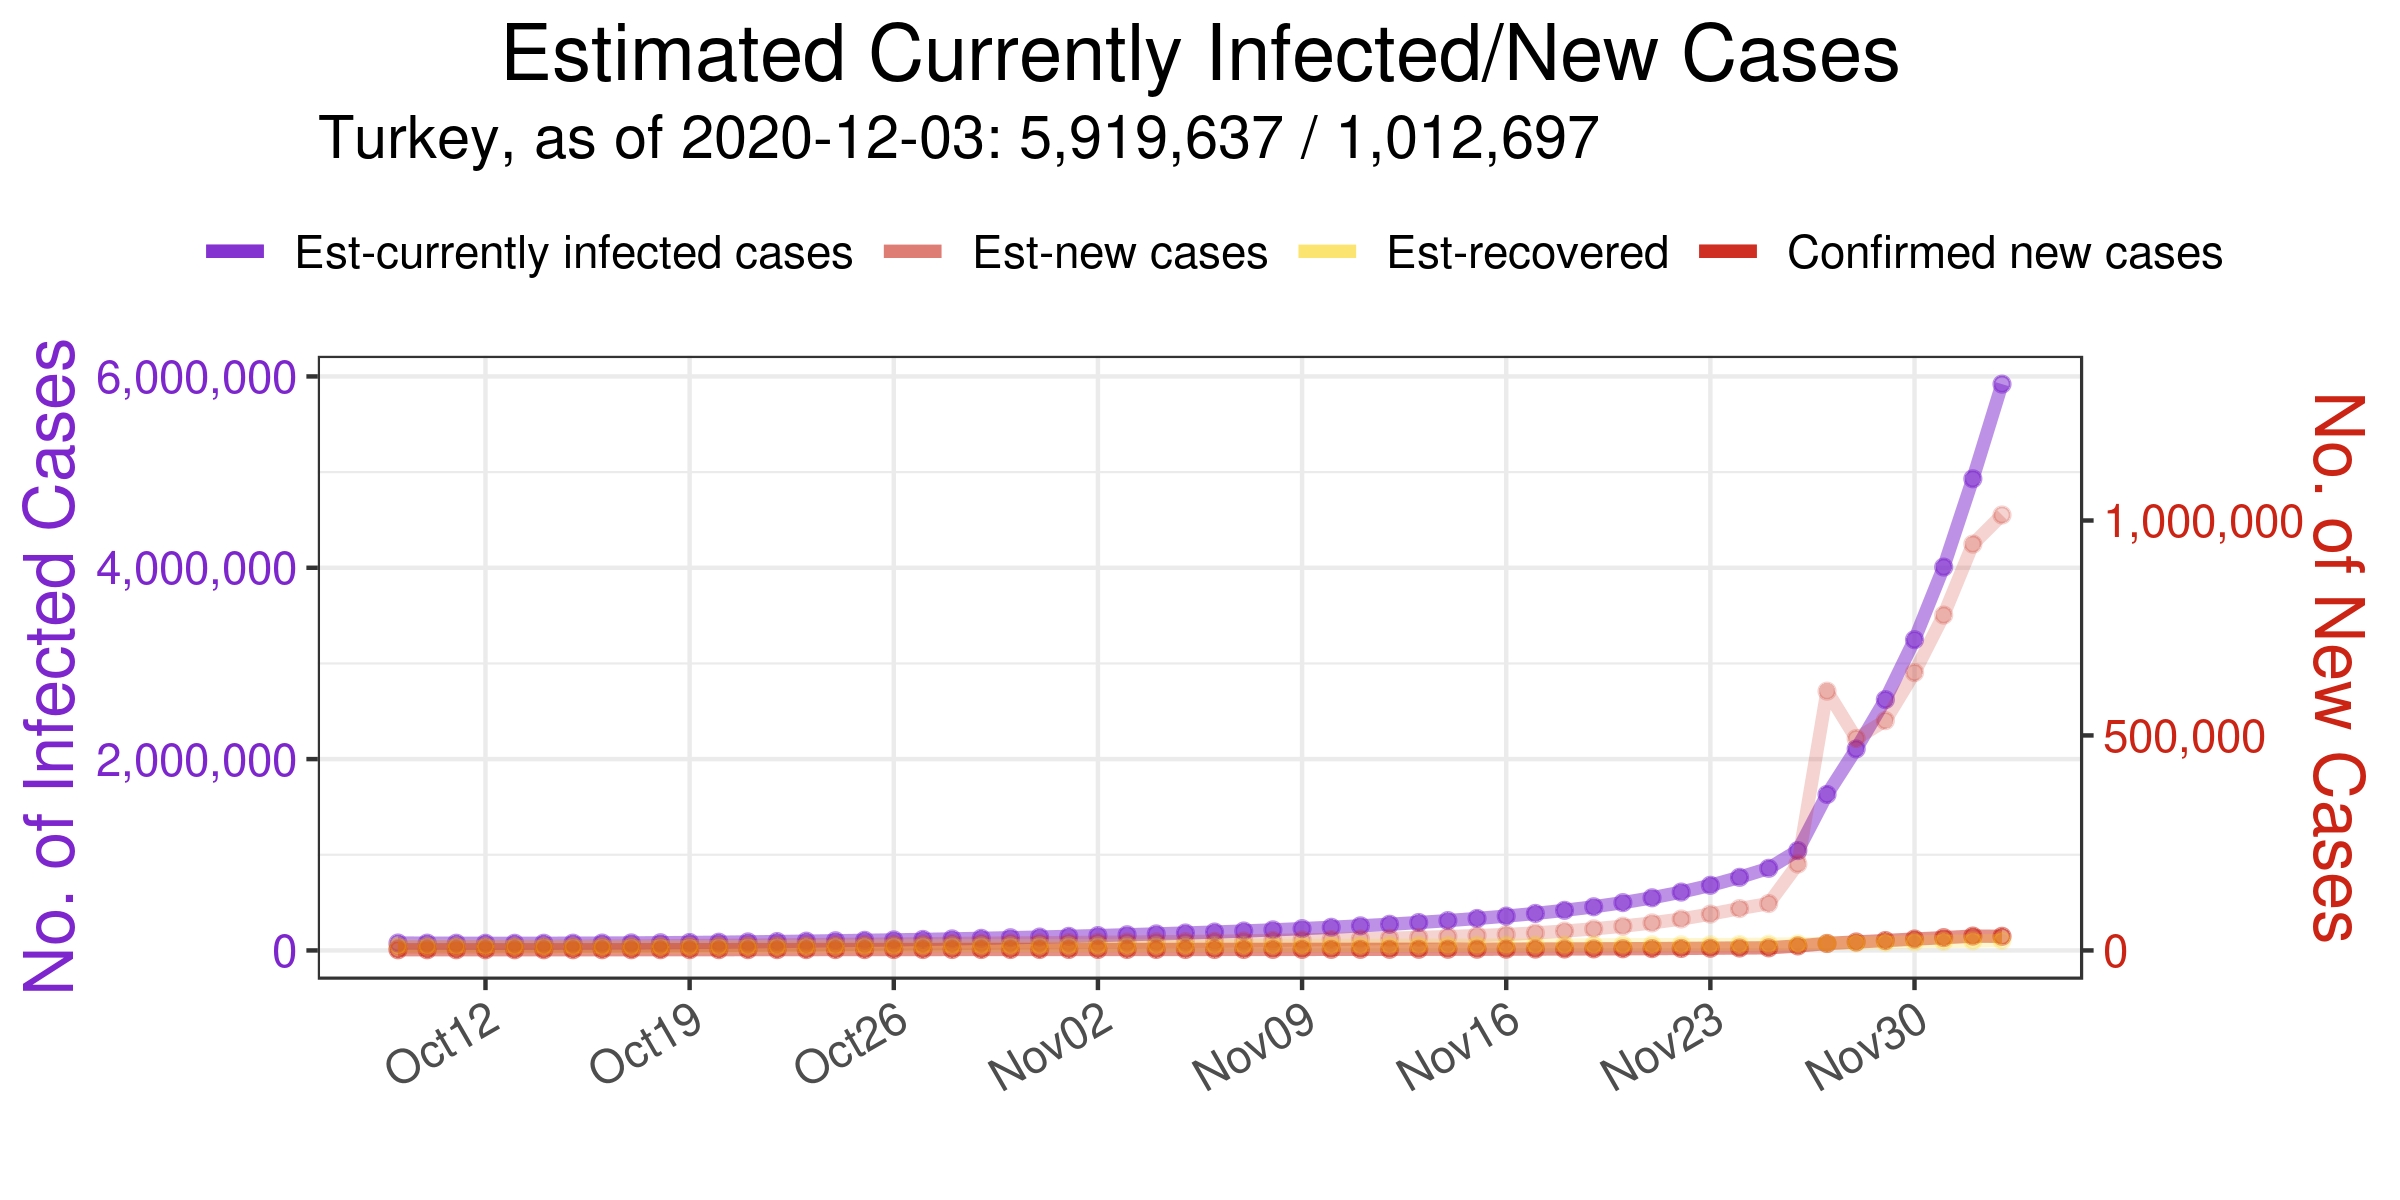 Estimated Currently Infected/New Cases
Turkey, as of 2020-12-03: 5,919,637 / 1,012,697
Est-currently infected cases Est-new cases Est-recovered Confirmed new cases
No. of Infected Cases
6,000,000
4,000,000
2,000,000
0
1,000,000
500,000
0
No. of New Cases
Oct12 Oct19 Oct26 Nov02 Nov09 Nov16 Nov23 Nov30